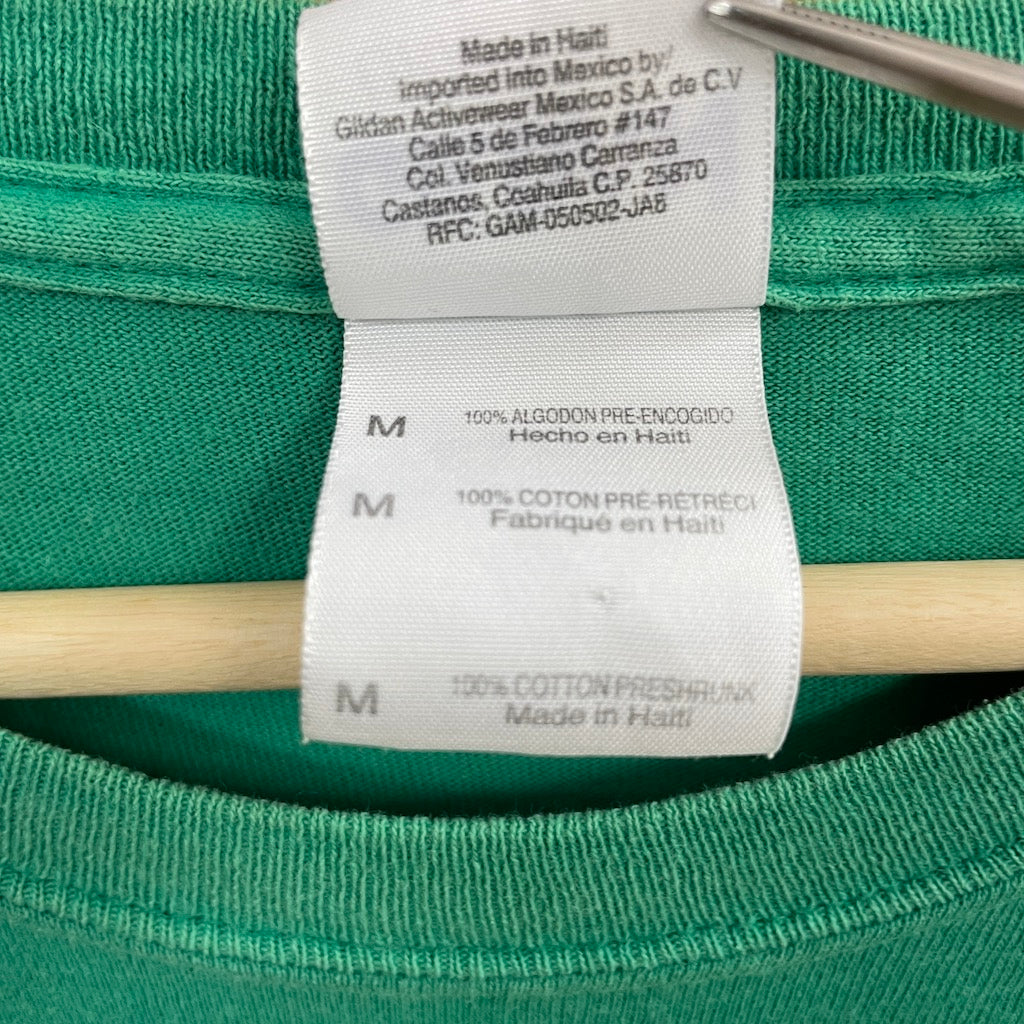 Made in Haiti
Imported into Mexico by/
Gildan Activewear Mexico S.A. de C.V
Calle 5 de Febrero #147
Col. Venustiano Carranza
Castanos, Coahuila C.P. 25870
RFC: GAM-050502-JA6
M 100% ALGODON PRE-ENCOGIDO
Hecho en Haiti
M 100% COTON PRÉ-RÉTRÉCI
Fabriqué en Haiti
M 100% COTTON PRESHRUNK
Made in Haiti